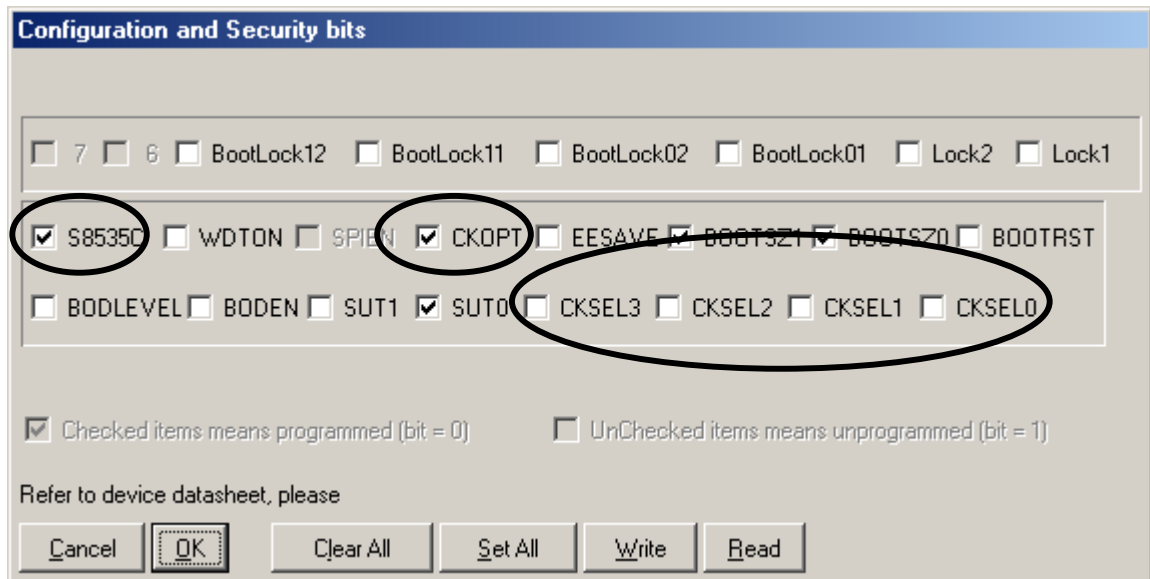 Configuration and Security bits
7 6 BootLock12 BootLock11 BootLock02 BootLock01 Lock2 Lock1
S8535C WDTON SPIEN CKOPT EESAVE BOOTSZ1 BOOTSZ0 BOOTRST
BODLEVEL BODEN SUT1 SUT0 CKSEL3 CKSEL2 CKSEL1 CKSEL0
Checked items means programmed (bit = 0) UnChecked items means unprogrammed (bit = 1)
Refer to device datasheet, please
Cancel OK Clear All Set All Write Read